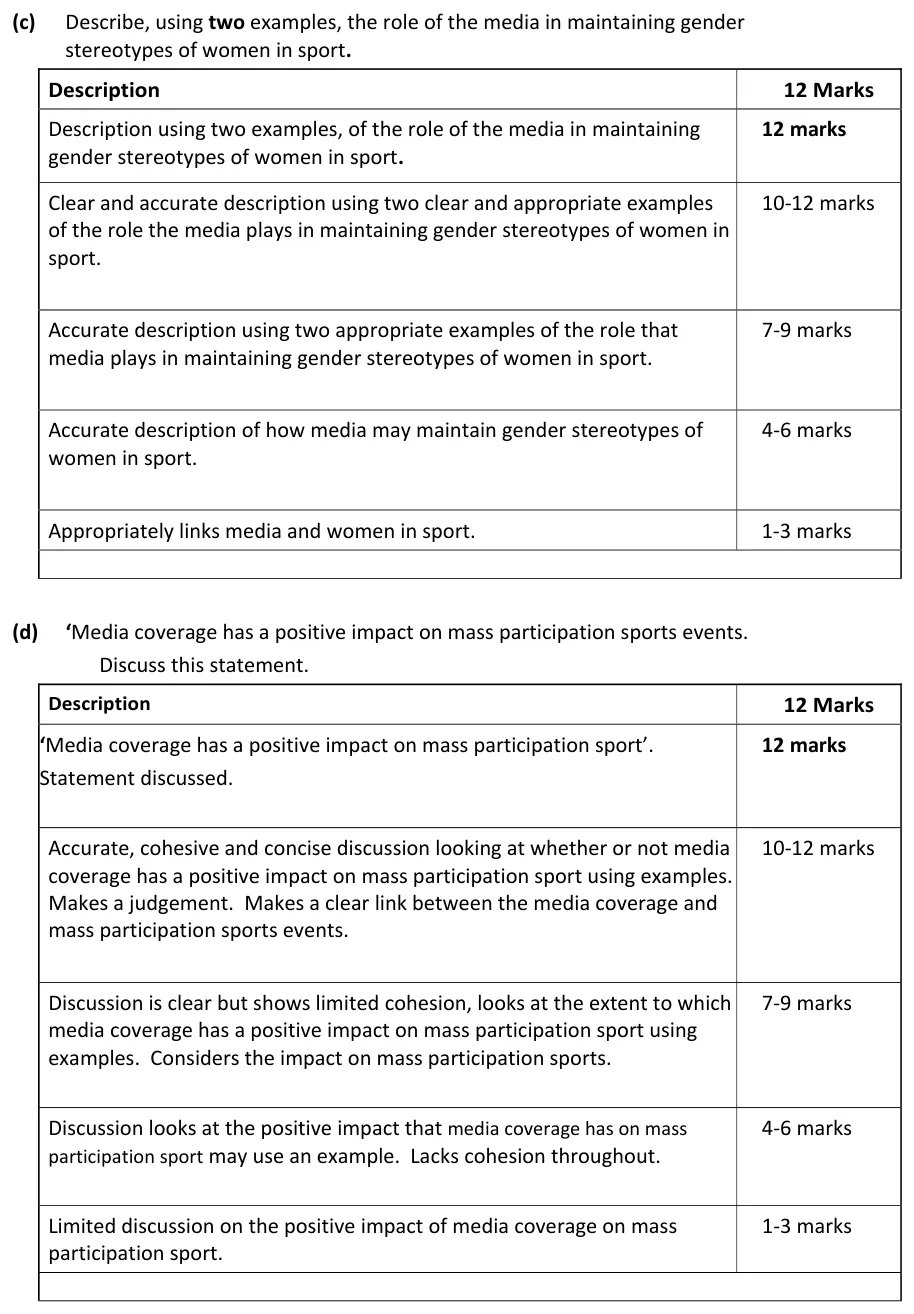 (c) Describe, using two examples, the role of the media in maintaining gender
stereotypes of women in sport.
Description 12 Marks
Description using two examples, of the role of the media in maintaining 12 marks
gender stereotypes of women in sport.
Clear and accurate description using two clear and appropriate examples 10-12 marks
of the role the media plays in maintaining gender stereotypes of women in
sport.
Accurate description using two appropriate examples of the role that 7-9 marks
media plays in maintaining gender stereotypes of women in sport.
Accurate description of how media may maintain gender stereotypes of 4-6 marks
women in sport.
Appropriately links media and women in sport. 1-3 marks
(d) ‘Media coverage has a positive impact on mass participation sports events.
Discuss this statement.
Description 12 Marks
‘Media coverage has a positive impact on mass participation sport’. 12 marks
Statement discussed.
Accurate, cohesive and concise discussion looking at whether or not media 10-12 marks
coverage has a positive impact on mass participation sport using examples.
Makes a judgement. Makes a clear link between the media coverage and
mass participation sports events.
Discussion is clear but shows limited cohesion, looks at the extent to which 7-9 marks
media coverage has a positive impact on mass participation sport using
examples. Considers the impact on mass participation sports.
Discussion looks at the positive impact that media coverage has on mass 4-6 marks
participation sport may use an example. Lacks cohesion throughout.
Limited discussion on the positive impact of media coverage on mass 1-3 marks
participation sport.